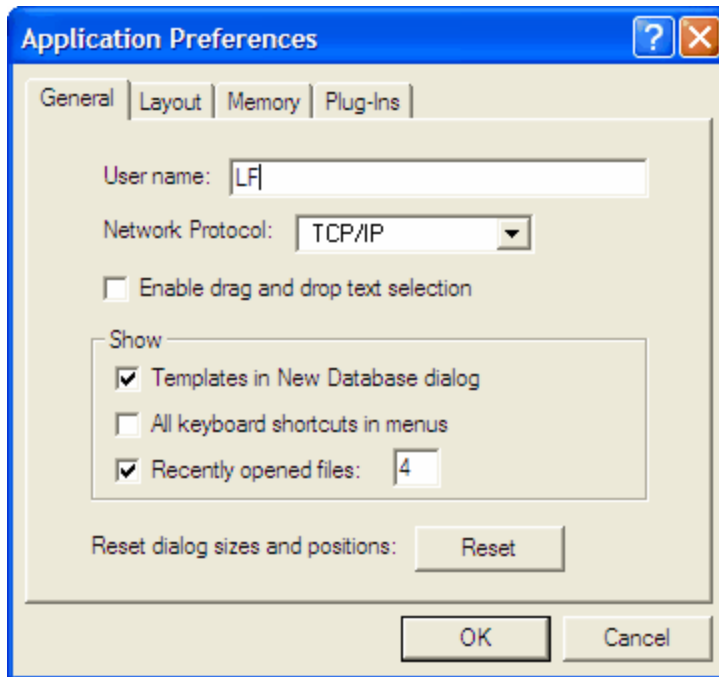 Application Preferences
General Layout Memory Plug-Ins
User name: LF
Network Protocol: TCP/IP
Enable drag and drop text selection
Show
Templates in New Database dialog
All keyboard shortcuts in menus
Recently opened files: 4
Reset dialog sizes and positions: Reset
OK Cancel